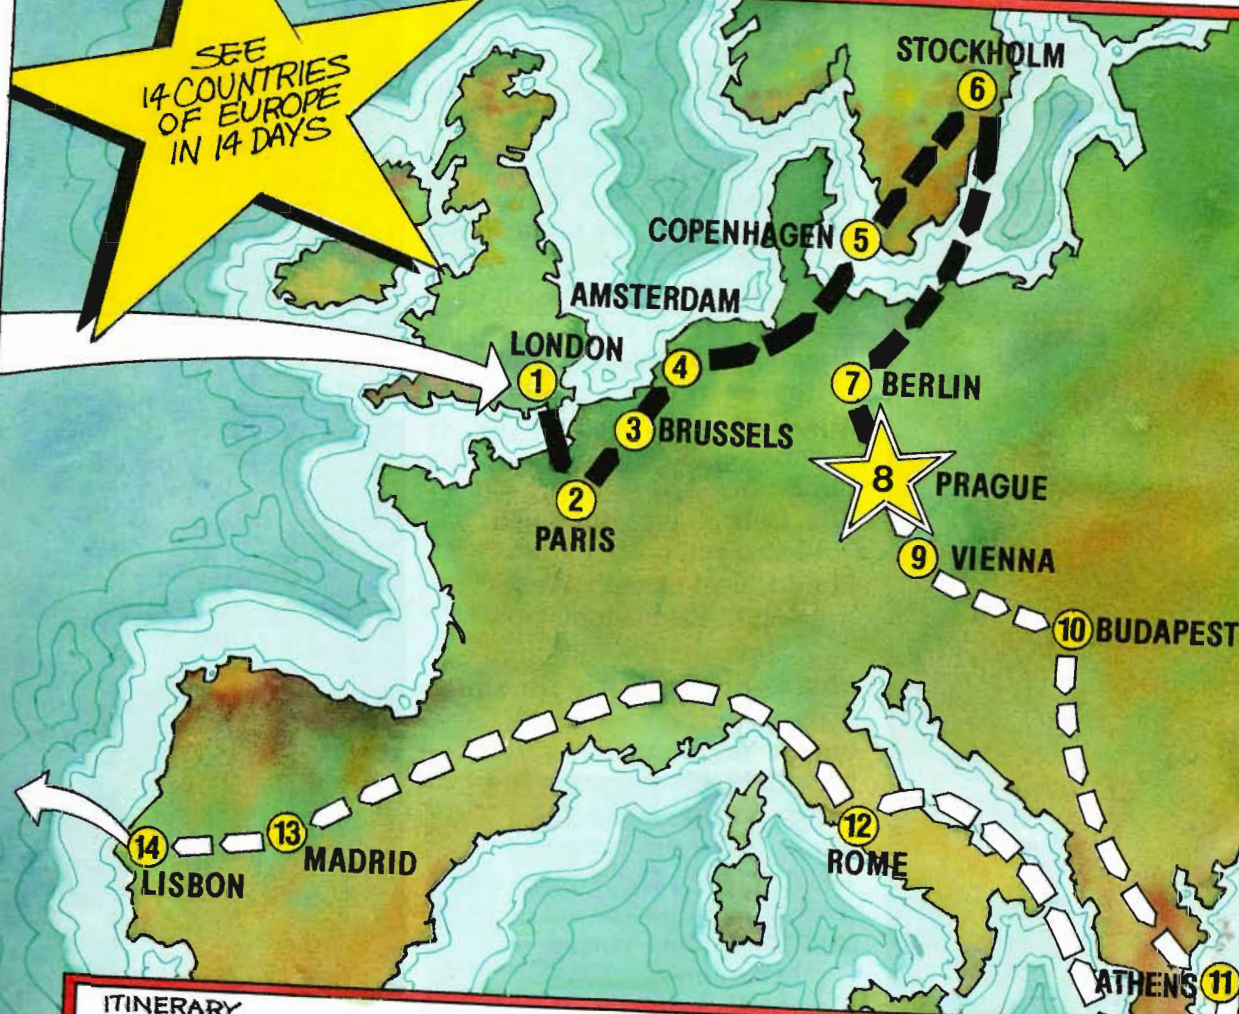 SEE
14 COUNTRIES
OF EUROPE
IN 14 DAYS
STOCKHOLM
6
COPENHAGEN 5
AMSTERDAM
4
LONDON
1
7 BERLIN
3 BRUSSELS
8 PRAGUE
2
PARIS
9 VIENNA
10 BUDAPEST
12
ROME
13
MADRID
14
LISBON
ATHENS 11
ITINERARY